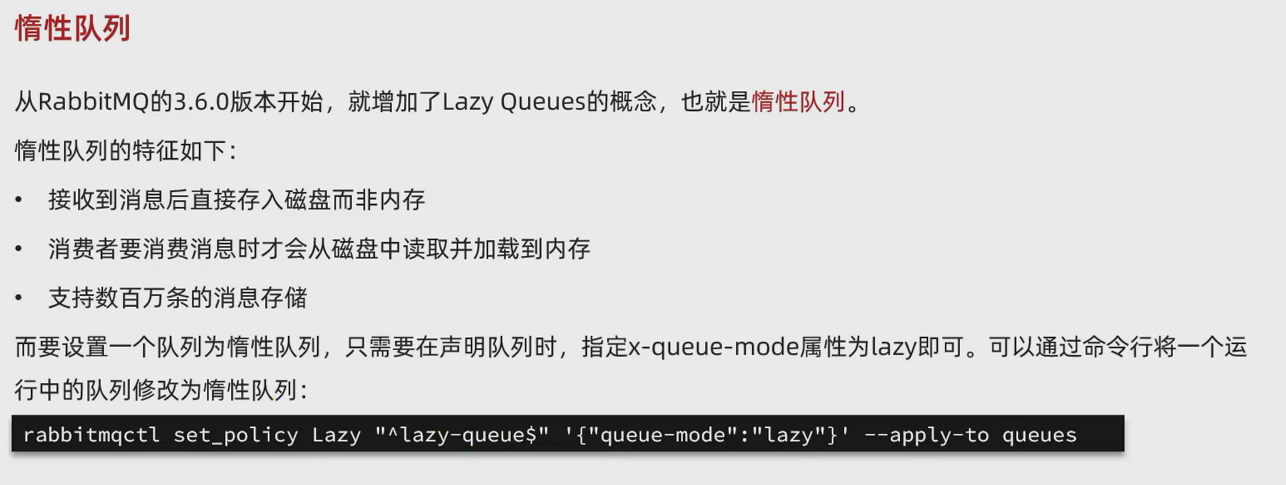 惰性队列
从RabbitMQ的3.6.0版本开始，就增加了Lazy Queues的概念，也就是惰性队列。
惰性队列的特征如下：
• 接收到消息后直接存入磁盘而非内存
• 消费者要消费消息时才会从磁盘中读取并加载到内存
• 支持数百万条的消息存储
而要设置一个队列为惰性队列，只需要在声明队列时，指定x-queue-mode属性为lazy即可。可以通过命令行将一个运
行中的队列修改为惰性队列：
rabbitmqctl set_policy Lazy "^lazy-queue$" '{"queue-mode":"lazy"}' --apply-to queues